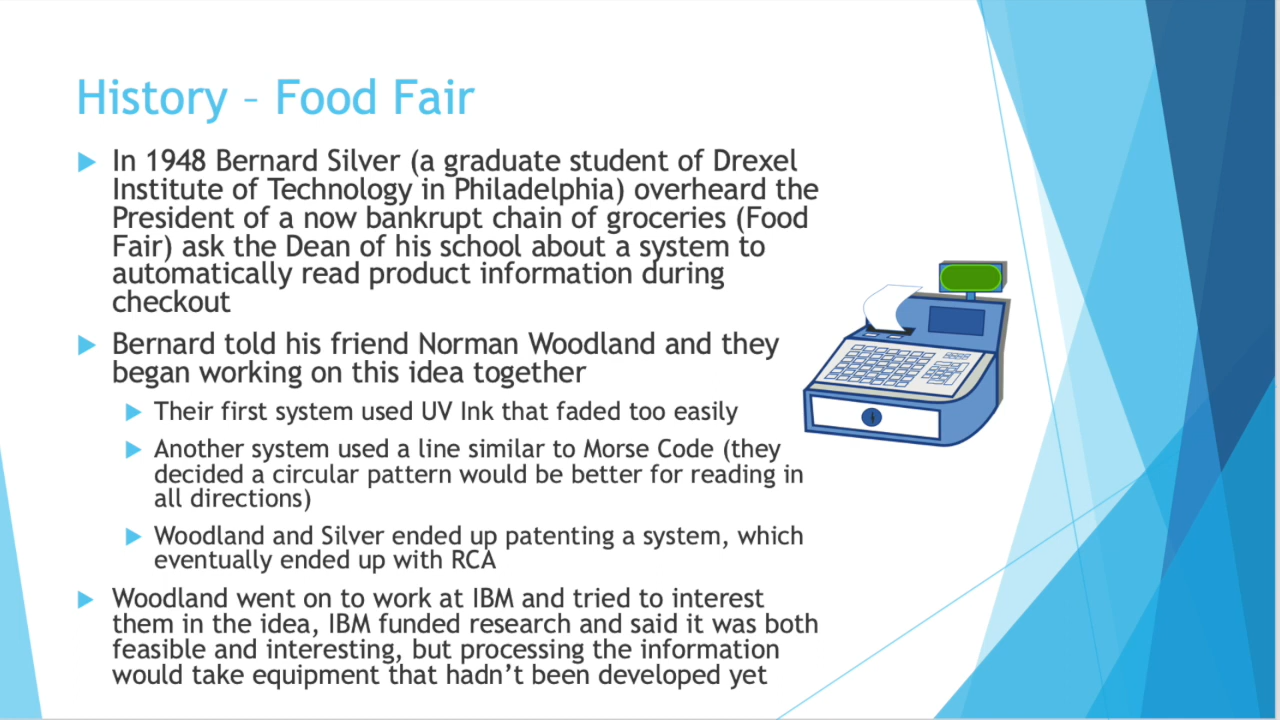 History – Food Fair
In 1948 Bernard Silver (a graduate student of Drexel
Institute of Technology in Philadelphia) overheard the
President of a now bankrupt chain of groceries (Food
Fair) ask the Dean of his school about a system to
automatically read product information during
checkout
Bernard told his friend Norman Woodland and they
began working on this idea together
Their first system used UV Ink that faded too easily
Another system used a line similar to Morse Code (they
decided a circular pattern would be better for reading in
all directions)
Woodland and Silver ended up patenting a system, which
eventually ended up with RCA
Woodland went on to work at IBM and tried to interest
them in the idea, IBM funded research and said it was both
feasible and interesting, but processing the information
would take equipment that hadn’t been developed yet